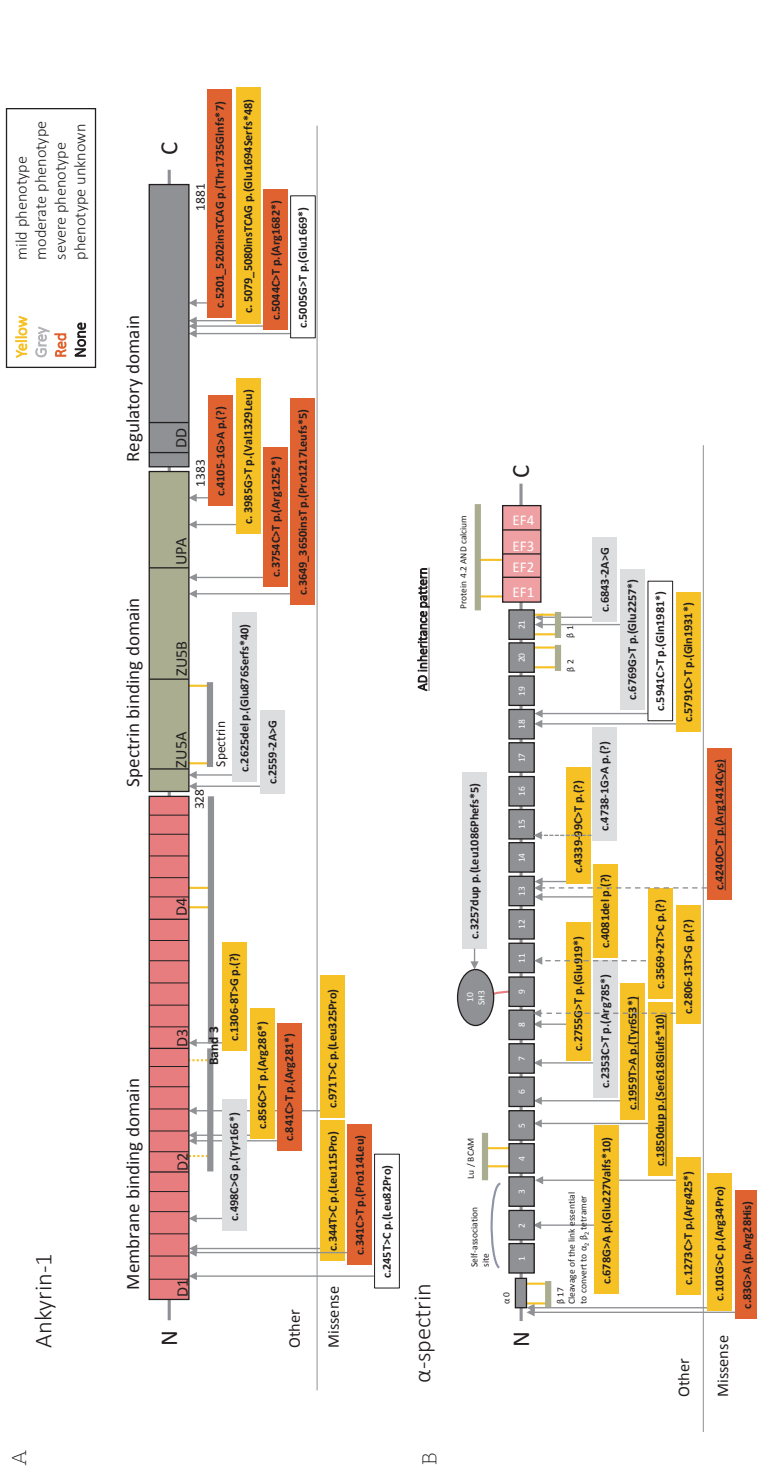 A
Ankyrin-1
Yellow mild phenotype
Grey moderate phenotype
Red severe phenotype
None phenotype unknown
Membrane binding domain
Spectrin binding domain
Regulatory domain
N
D1
D2
D3
D4
ZU5A
ZU5B
UPA
DD
C
328
1383
1881
Band 3
Spectrin
c.498C>G p.(Tyr166*)
c.1306-8T>G p.(?)
c.856C>T p.(Arg286*)
c.841C>T p.(Arg281*)
c.2625del p.(Glu876Serfs*40)
c.2559-2A>G
c.4105-1G>A p.(?)
c. 3985G>T p.(Val1329Leu)
c.3754C>T p.(Arg1252*)
c.3649_3650insT p.(Pro1217Leufs*5)
c.5201_5202insTCAG p.(Thr1735Glnfs*7)
c. 5079_5080insTCAG p.(Glu1694Serfs*48)
c.5044C>T p.(Arg1682*)
c.5005G>T p.(Glu1669*)
Other
Missense
c.344T>C p.(Leu115Pro)
c.971T>C p.(Leu325Pro)
c.341C>T p.(Pro114Leu)
c.245T>C p.(Leu82Pro)
B
α-spectrin
AD inheritance pattern
Self-association
site
Lu / BCAM
c.3257dup p.(Leu1086Phefs*5)
Protein 4.2 AND calcium
10
SH3
N
α 0
1
2
3
4
5
6
7
8
9
11
12
13
14
15
16
17
18
19
20
21
EF1
EF2
EF3
EF4
C
β 17
Cleavage of the link essential
to convert to α₂ β₂ tetramer
β 2
β 1
c.678G>A p.(Glu227Valfs*10)
c.1273C>T p.(Arg425*)
c.2755G>T p.(Glu919*)
c.2353C>T p.(Arg785*)
c.1959T>A p.(Tyr653*)
c.1850dup p.(Ser618Glufs*10)
c.4339-99C>T p.(?)
c.4081del p.(?)
c.3569+2T>C p.(?)
c.2806-13T>G p.(?)
c.4738-1G>A p.(?)
c.6843-2A>G
c.6769G>T p.(Glu2257*)
c.5941C>T p.(Gln1981*)
c.5791C>T p.(Gln1931*)
Other
Missense
c.101G>C p.(Arg34Pro)
c.83G>A (p.Arg28His)
c.4240C>T p.(Arg1414Cys)